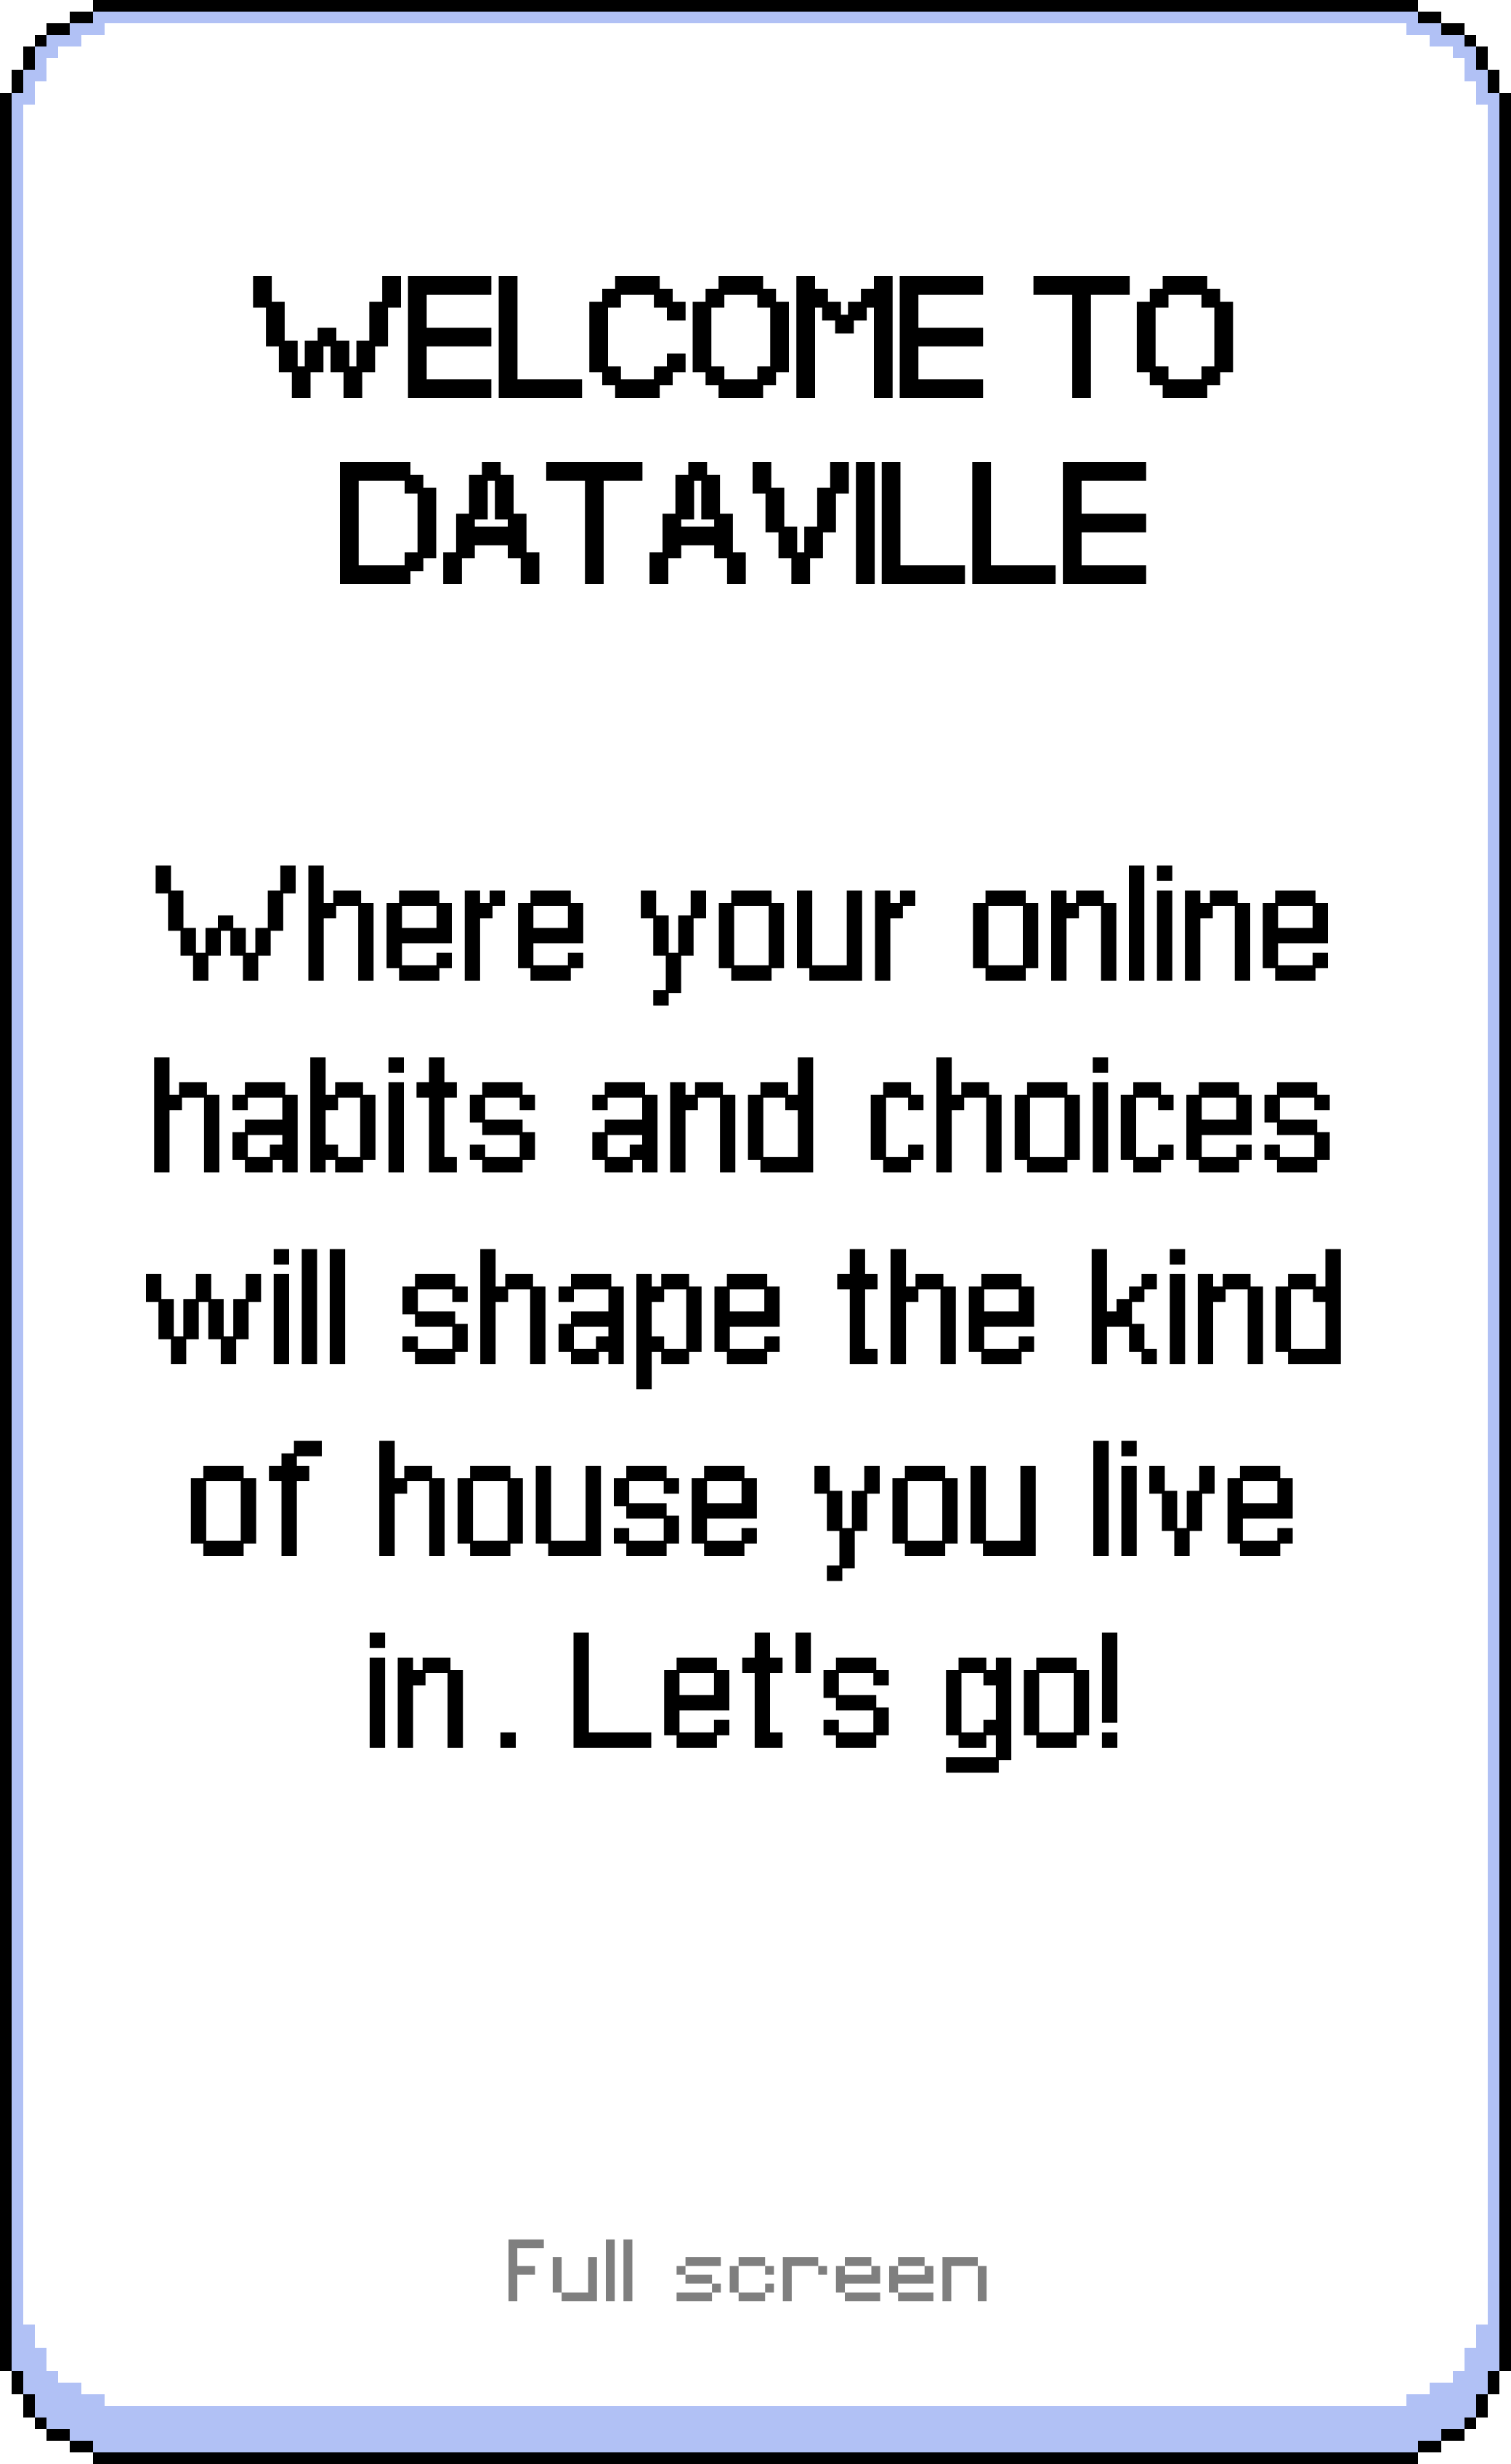 WELCOME TO
DATAVILLE
Where your online
habits and choices
will shape the kind
of house you live
in. Let's go!
Full screen